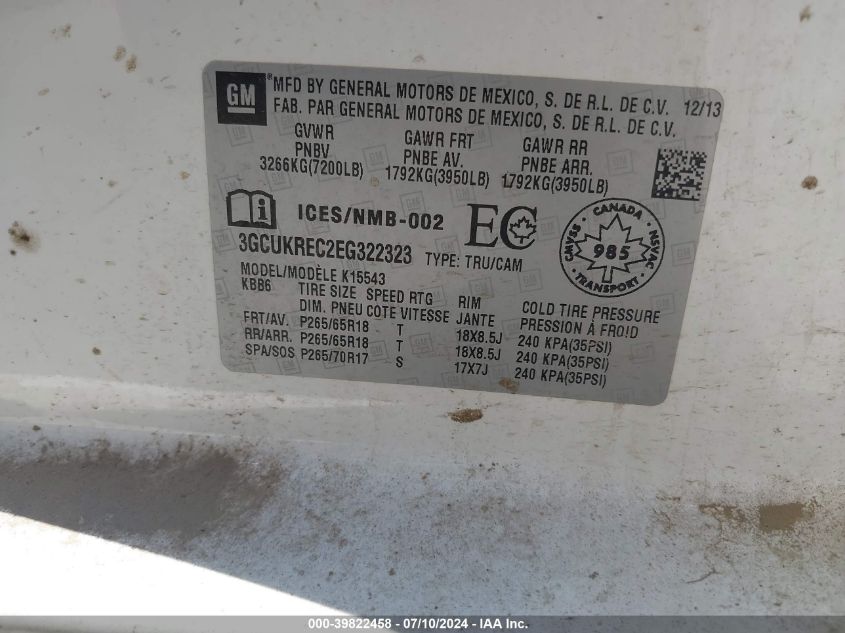 GM
®MFD BY GENERAL MOTORS DE MEXICO, S. DE R.L. DE C.V. 12/13
FAB. PAR GENERAL MOTORS DE MEXICO, S. DE R.L. DE C.V.
GVWR GAWR FRT GAWR RR
PNBV PNBE AV. PNBE ARR.
3266KG(7200LB) 1792KG(3950LB) 1792KG(3950LB)
i ICES/NMB-002 EC
CANADA
CMVSS 985 NSVAC
TRANSPORT
3GCUKREC2EG322323 TYPE: TRU/CAM
MODEL/MODÈLE K15543
KBB6 TIRE SIZE SPEED RTG RIM COLD TIRE PRESSURE
DIM. PNEU COTE VITESSE JANTE PRESSION À FROID
FRT/AV. P265/65R18 T 18X8.5J 240 KPA(35PSI)
RR/ARR. P265/65R18 T 18X8.5J 240 KPA(35PSI)
SPA/SOS P265/70R17 S 17X7J 240 KPA(35PSI)
000-39822458 - 07/10/2024 - IAAI Inc.